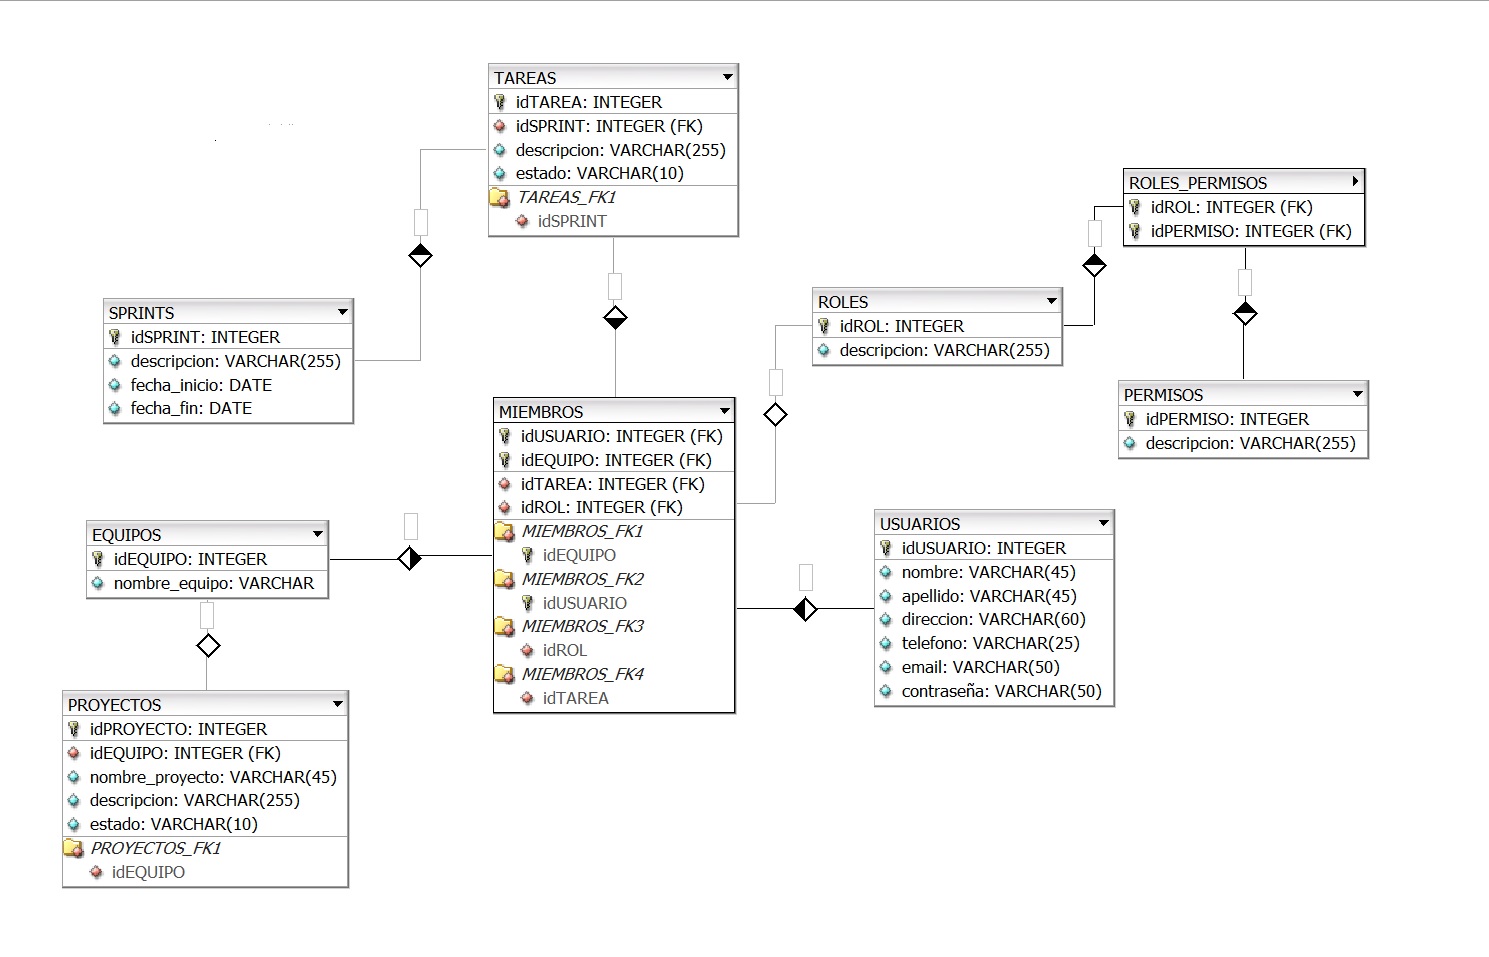 TAREAS
idTAREA: INTEGER
idSPRINT: INTEGER (FK)
descripcion: VARCHAR(255)
estado: VARCHAR(10)
TAREAS_FK1
idSPRINT
ROLES_PERMISOS
idROL: INTEGER (FK)
idPERMISO: INTEGER (FK)
SPRINTS
idSPRINT: INTEGER
descripcion: VARCHAR(255)
fecha_inicio: DATE
fecha_fin: DATE
ROLES
idROL: INTEGER
descripcion: VARCHAR(255)
PERMISOS
idPERMISO: INTEGER
descripcion: VARCHAR(255)
MIEMBROS
idUSUARIO: INTEGER (FK)
idEQUIPO: INTEGER (FK)
idTAREA: INTEGER (FK)
idROL: INTEGER (FK)
MIEMBROS_FK1
idEQUIPO
MIEMBROS_FK2
idUSUARIO
MIEMBROS_FK3
idROL
MIEMBROS_FK4
idTAREA
EQUIPOS
idEQUIPO: INTEGER
nombre_equipo: VARCHAR
USUARIOS
idUSUARIO: INTEGER
nombre: VARCHAR(45)
apellido: VARCHAR(45)
direccion: VARCHAR(60)
telefono: VARCHAR(25)
email: VARCHAR(50)
contraseña: VARCHAR(50)
PROYECTOS
idPROYECTO: INTEGER
idEQUIPO: INTEGER (FK)
nombre_proyecto: VARCHAR(45)
descripcion: VARCHAR(255)
estado: VARCHAR(10)
PROYECTOS_FK1
idEQUIPO